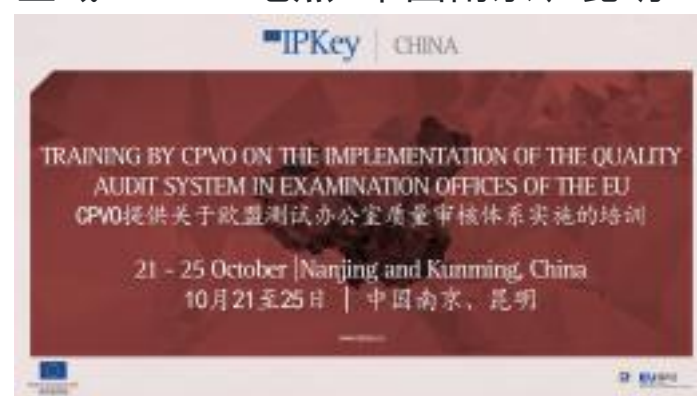 IPKey | CHINA
TRAINING BY CPVO ON THE IMPLEMENTATION OF THE QUALITY
AUDIT SYSTEM IN EXAMINATION OFFICES OF THE EU
CPVO提供关于欧盟测试办公室质量审核体系实施的培训
21 - 25 October |Nanjing and Kunming, China
10月21至25日 | 中国南京、昆明